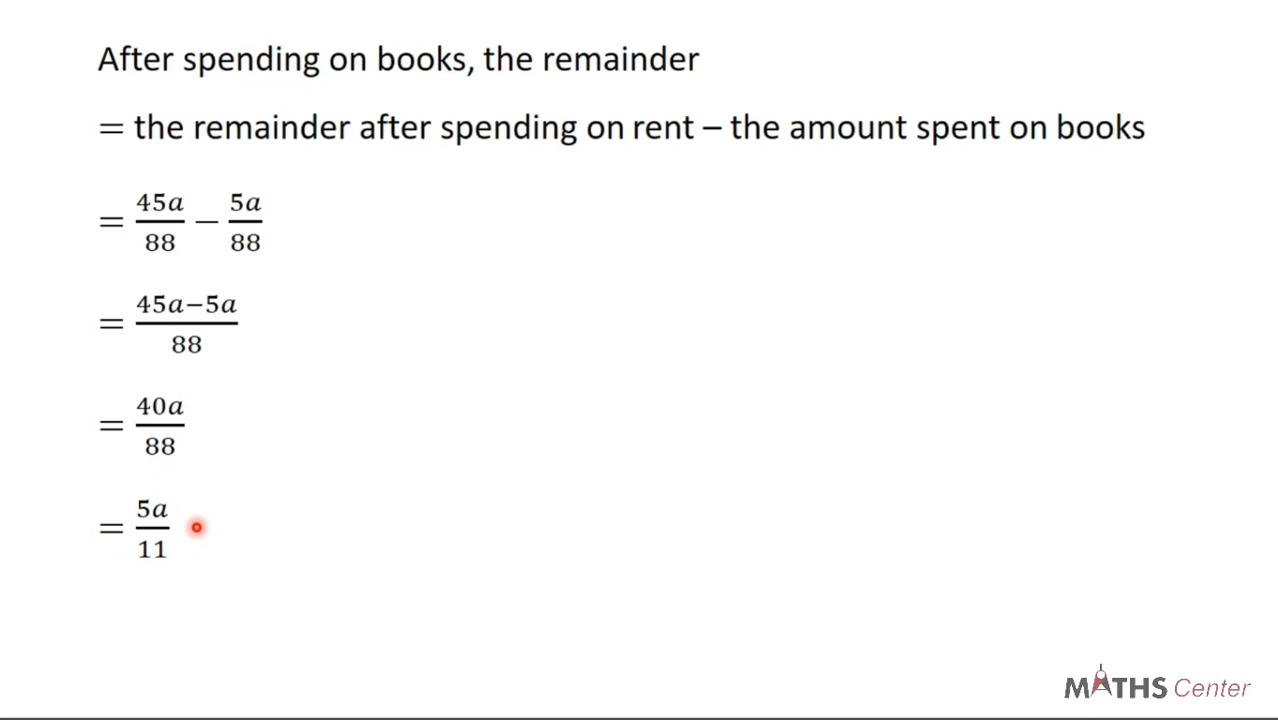 After spending on books, the remainder
= the remainder after spending on rent – the amount spent on books
= 45a/88 − 5a/88
= 45a−5a/88
= 40a/88
= 5a/11
MATHS Center